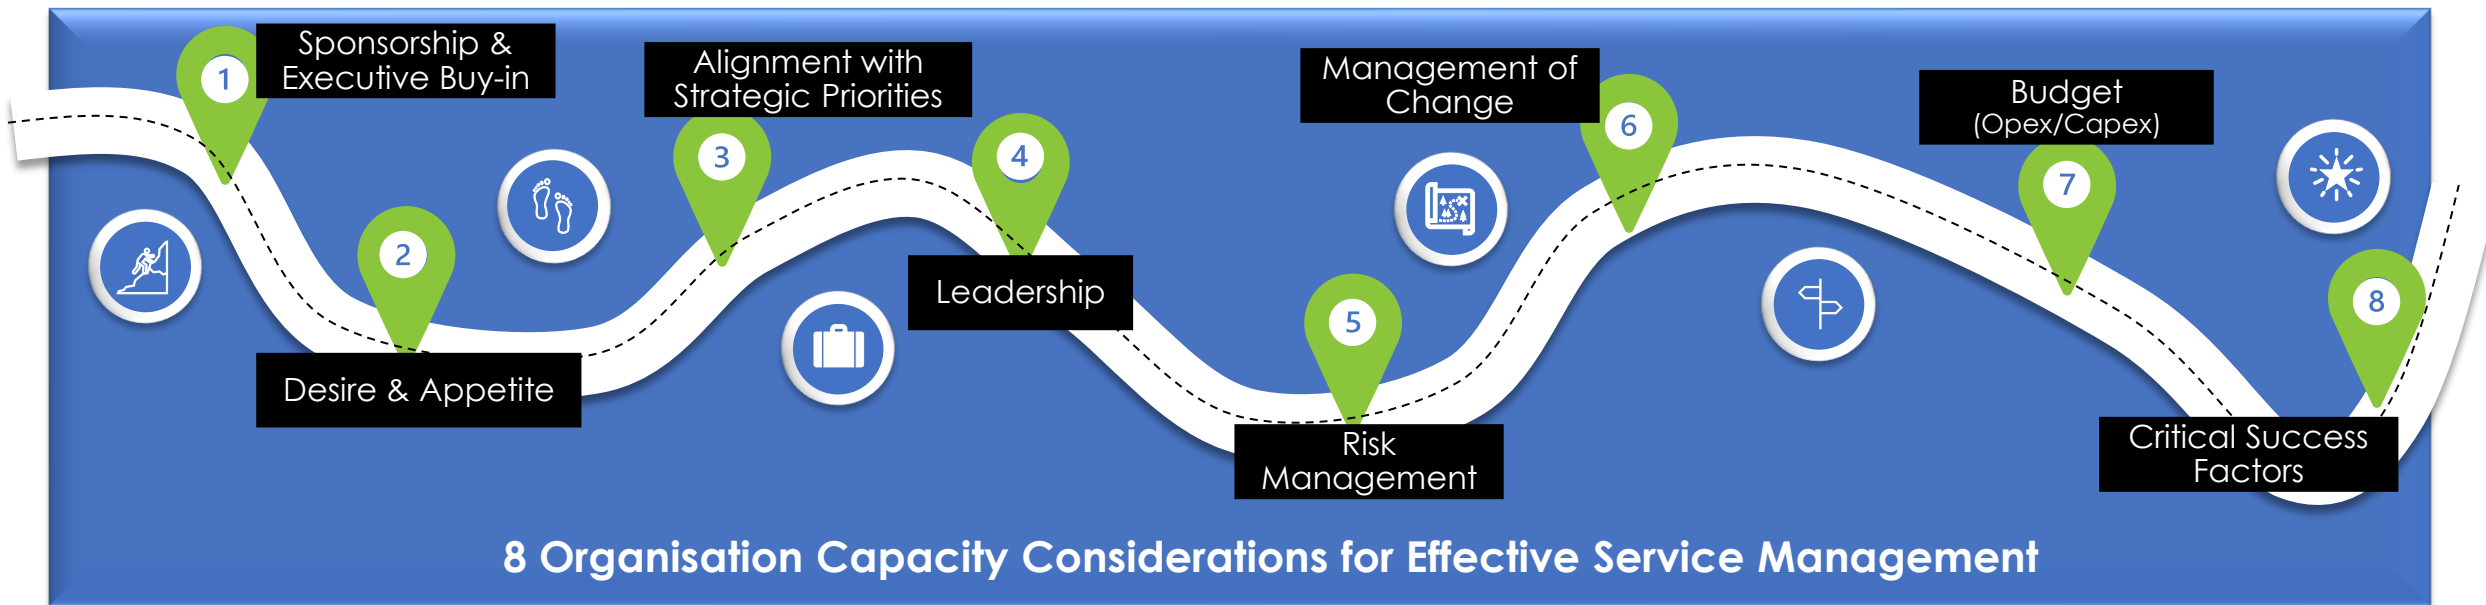 1
Sponsorship &
Executive Buy-in
2
Desire & Appetite
3
Alignment with
Strategic Priorities
4
Leadership
5
Risk
Management
6
Management of
Change
7
Budget
(Opex/Capex)
8
Critical Success
Factors
8 Organisation Capacity Considerations for Effective Service Management